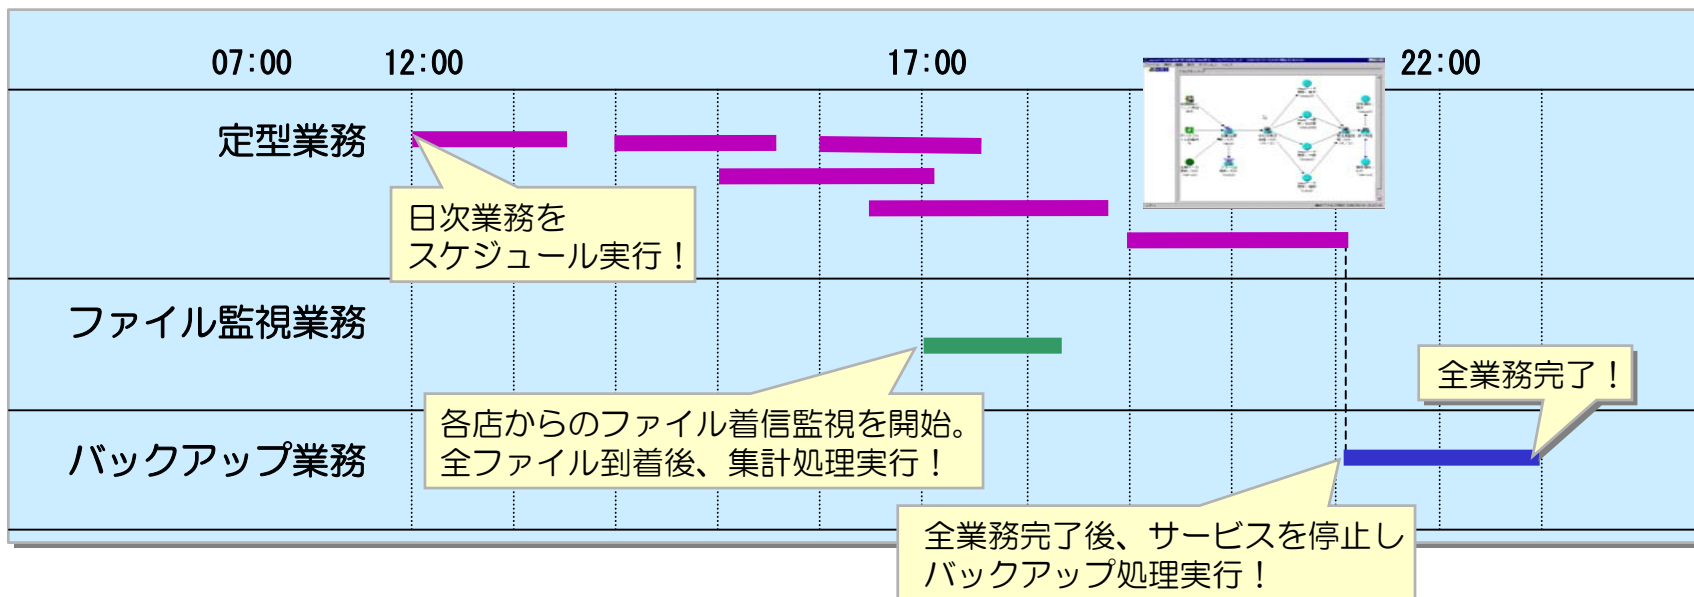 07:00
12:00
17:00
22:00
定型業務
日次業務を
スケジュール実行！
ファイル監視業務
全業務完了！
各店からのファイル着信監視を開始。
全ファイル到着後、集計処理実行！
バックアップ業務
全業務完了後、サービスを停止し
バックアップ処理実行！